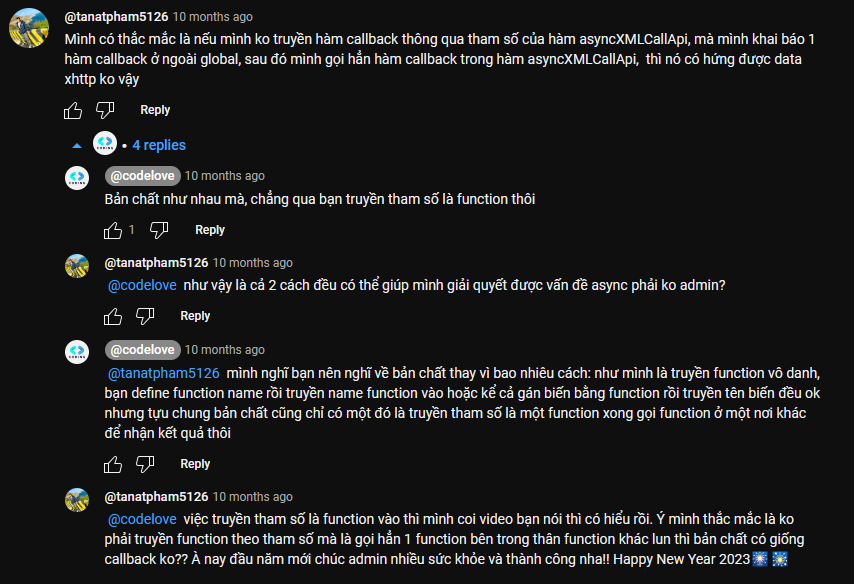 @tanatpham5126 10 months ago
Mình có thắc mắc là nếu mình ko truyền hàm callback thông qua tham số của hàm asyncXMLCallApi, mà mình khai báo 1
hàm callback ở ngoài global, sau đó mình gọi hẳn hàm callback trong hàm asyncXMLCallApi, thì nó có hứng được data
xhttp ko vậy
Reply
4 replies
@codelove 10 months ago
Bản chất như nhau mà, chẳng qua bạn truyền tham số là function thôi
1 Reply
@tanatpham5126 10 months ago
@codelove như vậy là cả 2 cách đều có thể giúp mình giải quyết được vấn đề async phải ko admin?
Reply
@codelove 10 months ago
@tanatpham5126 mình nghĩ bạn nên nghĩ về bản chất thay vì bao nhiêu cách: như mình là truyền function vô danh,
bạn define function name rồi truyền name function vào hoặc kể cả gán biến bằng function rồi truyền tên biến đều ok
nhưng tựu chung bản chất cũng chỉ có một đó là truyền tham số là một function xong gọi function ở một nơi khác
để nhận kết quả thôi
Reply
@tanatpham5126 10 months ago
@codelove việc truyền tham số là function vào thì mình coi video bạn nói thì có hiểu rồi. Ý mình thắc mắc là ko
phải truyền function theo tham số mà là gọi hẳn 1 function bên trong thân function khác lun thì bản chất có giống
callback ko?? À nay đầu năm mới chúc admin nhiều sức khỏe và thành công nha!! Happy New Year 2023🎆🎇